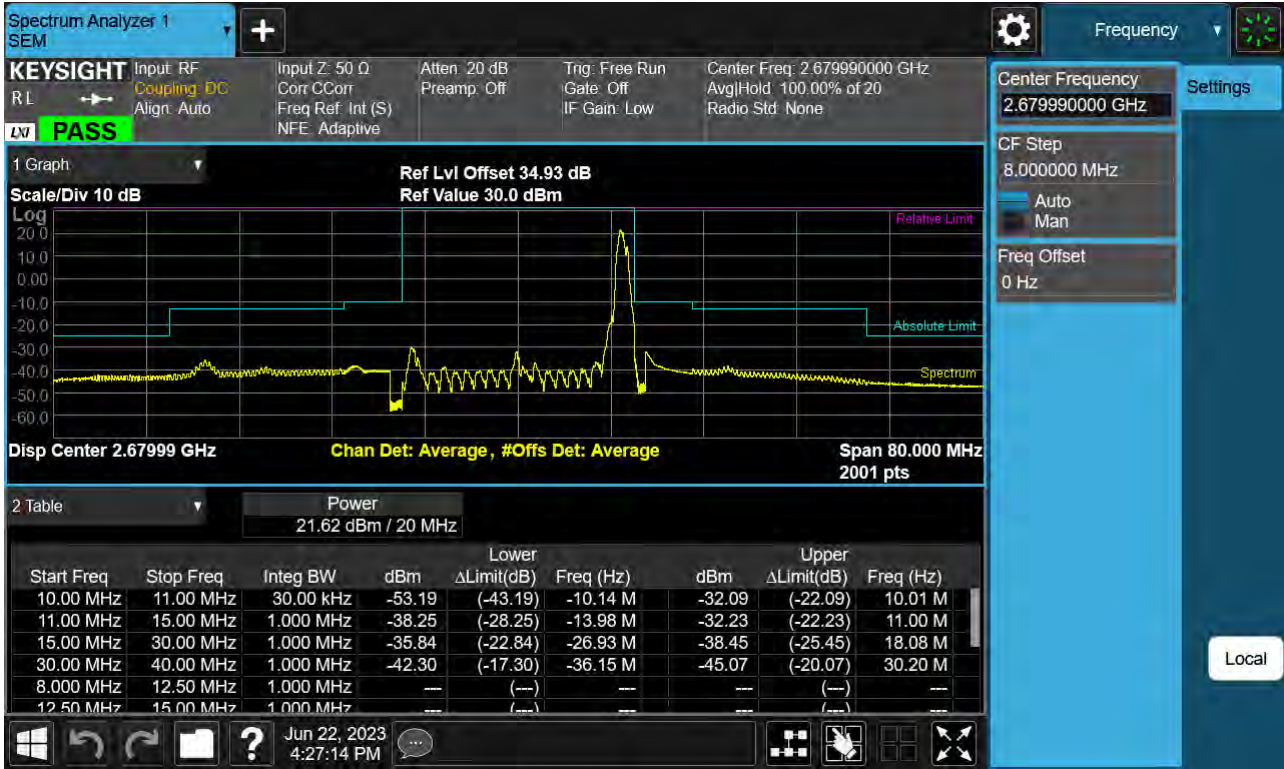 Spectrum Analyzer 1
SEM
Frequency
KEYSIGHT
R L
LXI
PASS
Input: RF
Coupling: DC
Align: Auto
Input Z: 50 Ω
Corr CCorr
Freq Ref: Int (S)
NFE: Adaptive
Atten: 20 dB
Preamp: Off
Trig: Free Run
Gate: Off
IF Gain: Low
Center Freq: 2.679990000 GHz
Avg|Hold: 100.00% of 20
Radio Std: None
Center Frequency
2.679990000 GHz
Settings
CF Step
8.000000 MHz
Auto
Man
Freq Offset
0 Hz
1 Graph
Scale/Div 10 dB
Ref Lvl Offset 34.93 dB
Ref Value 30.0 dBm
Log
20.0
10.0
0.00
-10.0
-20.0
-30.0
-40.0
-50.0
-60.0
Relative Limit
Absolute Limit
Spectrum
Disp Center 2.67999 GHz
Chan Det: Average, #Offs Det: Average
Span 80.000 MHz
2001 pts
2 Table
Power
21.62 dBm / 20 MHz
Lower Upper
Start Freq Stop Freq Integ BW dBm ΔLimit(dB) Freq (Hz) dBm ΔLimit(dB) Freq (Hz)
10.00 MHz 11.00 MHz 30.00 kHz -53.19 (-43.19) -10.14 M -32.09 (-22.09) 10.01 M
11.00 MHz 15.00 MHz 1.000 MHz -38.25 (-28.25) -13.98 M -32.23 (-22.23) 11.00 M
15.00 MHz 30.00 MHz 1.000 MHz -35.84 (-22.84) -26.93 M -38.45 (-25.45) 18.08 M
30.00 MHz 40.00 MHz 1.000 MHz -42.30 (-17.30) -36.15 M -45.07 (-20.07) 30.20 M
8.000 MHz 12.50 MHz 1.000 MHz --- (---) --- --- (---) ---
12.50 MHz 15.00 MHz 1.000 MHz --- (---) --- --- (---) ---
Local
?
Jun 22, 2023
4:27:14 PM